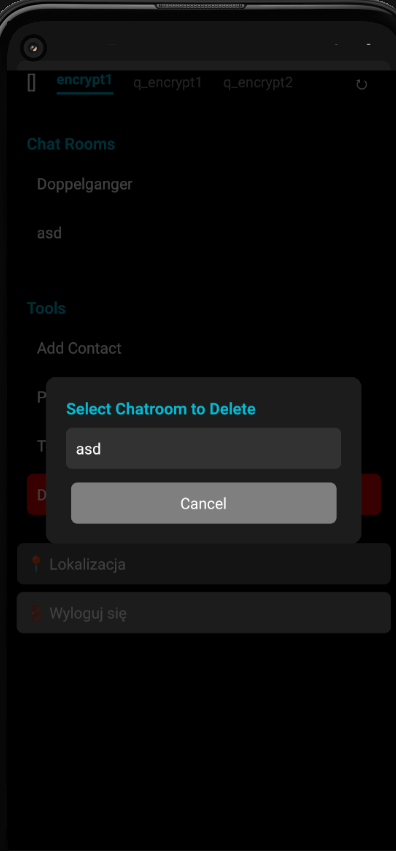 encrypt1 q_encrypt1 q_encrypt2
Chat Rooms
Doppelganger
asd
Tools
Add Contact
P
Select Chatroom to Delete
T
asd
D
Cancel
Lokalizacja
Wyloguj się